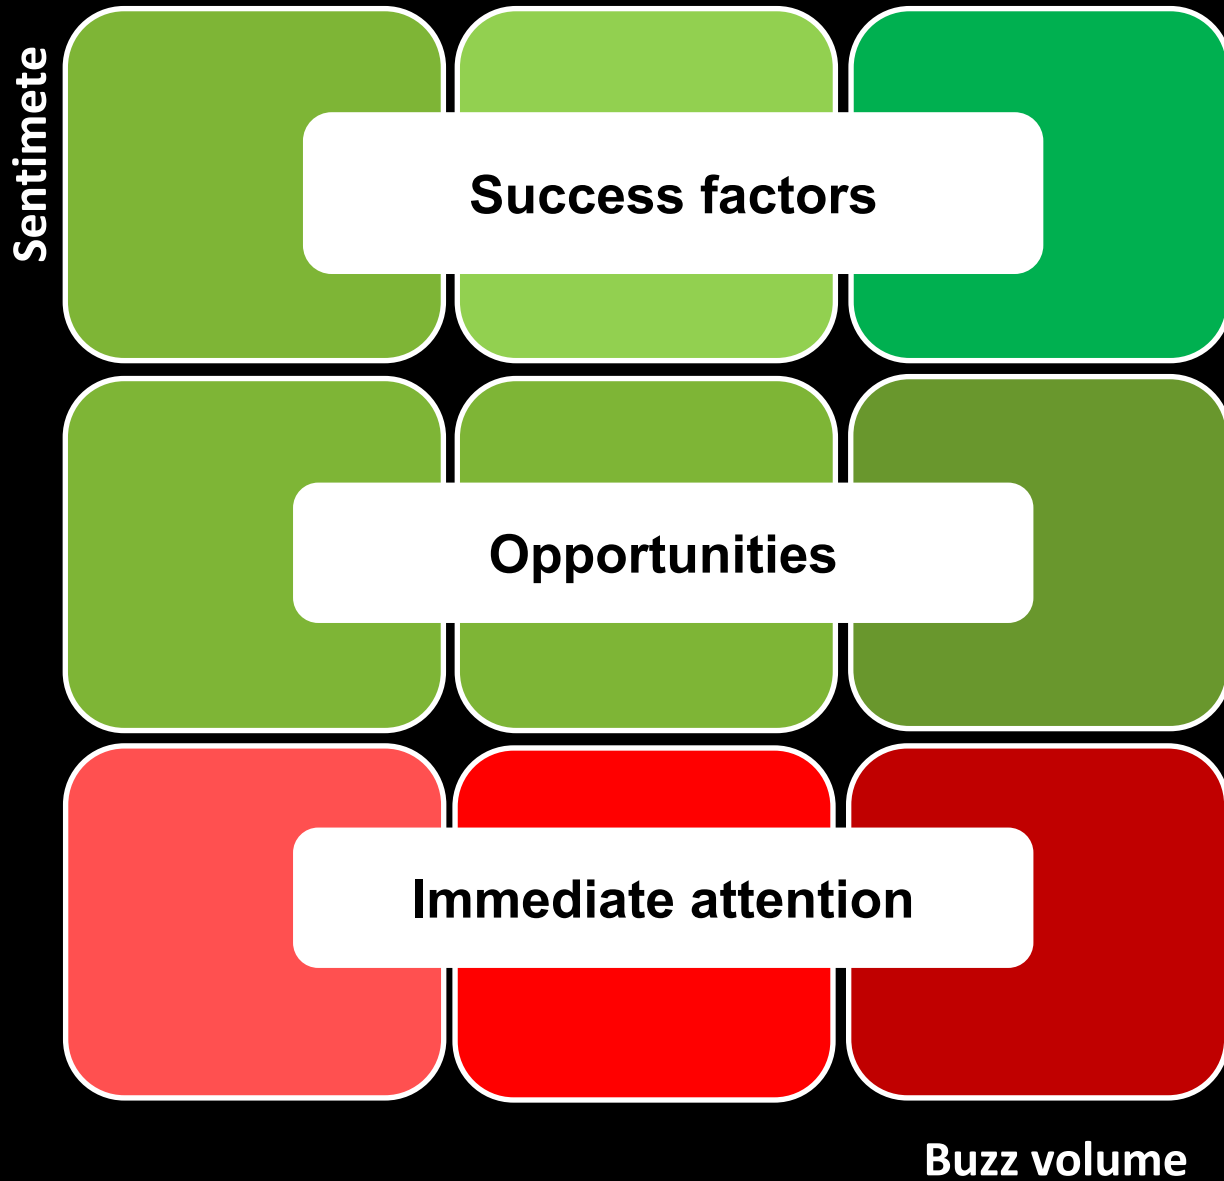 Sentimete
Success factors
Opportunities
Immediate attention
Buzz volume